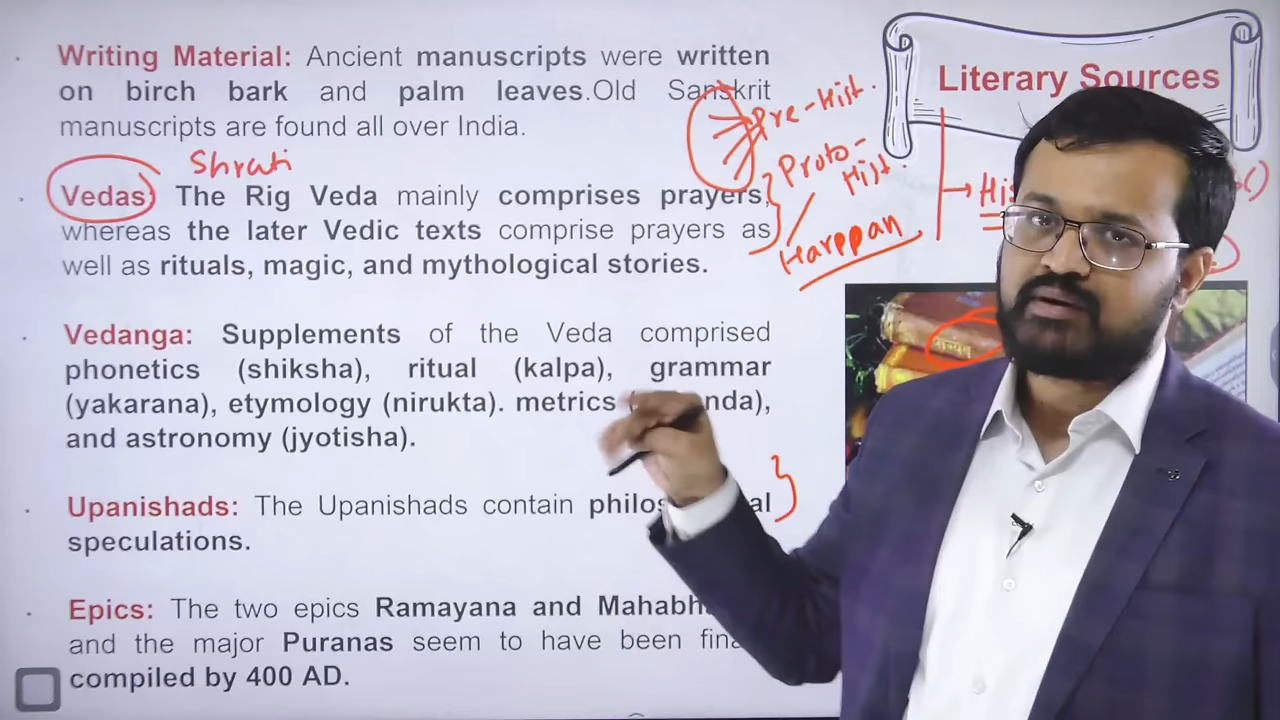 Literary Sources
Writing Material: Ancient manuscripts were written
on birch bark and palm leaves.Old Sanskrit
manuscripts are found all over India.
Pre-Hist.
Shruti
Proto-
Hist.
Harppan
Vedas: The Rig Veda mainly comprises prayers,
whereas the later Vedic texts comprise prayers as
well as rituals, magic, and mythological stories.
Vedanga: Supplements of the Veda comprised
phonetics (shiksha), ritual (kalpa), grammar
(yakarana), etymology (nirukta). metrics
and astronomy (jyotisha).
Upanishads: The Upanishads contain
speculations.
Epics: The two epics Ramayana and
and the major Puranas seem to have been
compiled by 400 AD.